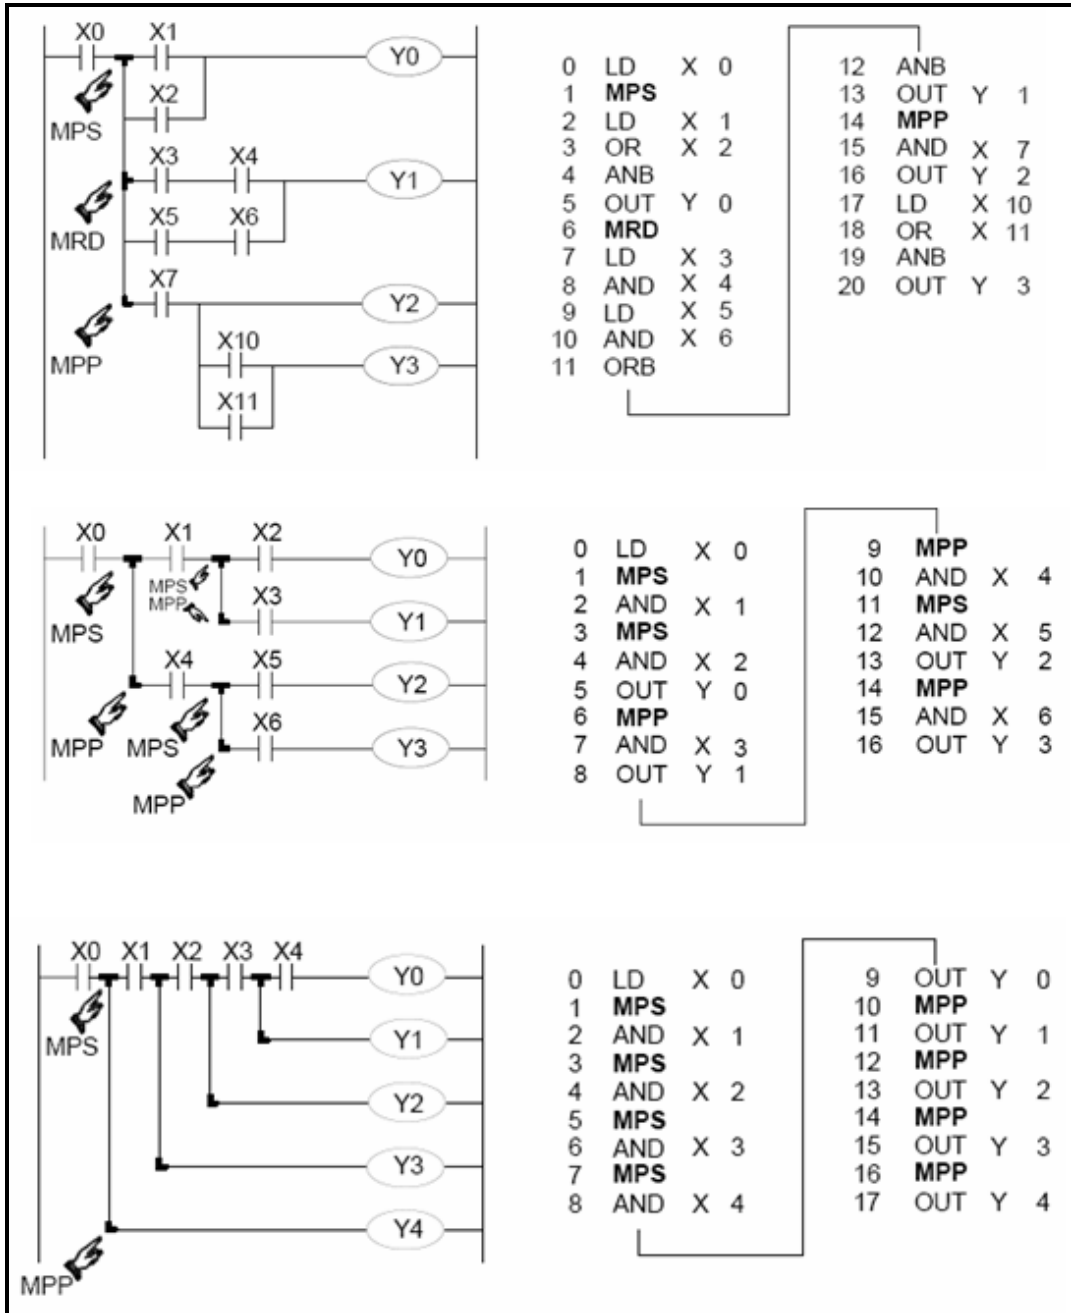 X0 X1
Y0
X2
MPS
X3 X4
Y1
X5 X6
MRD
X7
Y2
X10
MPP
Y3
X11
0 LD X 0
1 MPS
2 LD X 1
3 OR X 2
4 ANB
5 OUT Y 0
6 MRD
7 LD X 3
8 AND X 4
9 LD X 5
10 AND X 6
11 ORB
12 ANB
13 OUT Y 1
14 MPP
15 AND X 7
16 OUT Y 2
17 LD X 10
18 OR X 11
19 ANB
20 OUT Y 3
X0 X1 X2
Y0
MPS
MPP
X3
MPS
Y1
X4 X5
Y2
X6
MPP MPS
Y3
MPP
0 LD X 0
1 MPS
2 AND X 1
3 MPS
4 AND X 2
5 OUT Y 0
6 MPP
7 AND X 3
8 OUT Y 1
9 MPP
10 AND X 4
11 MPS
12 AND X 5
13 OUT Y 2
14 MPP
15 AND X 6
16 OUT Y 3
X0 X1 X2 X3 X4
Y0
MPS
Y1
Y2
Y3
Y4
MPP
0 LD X 0
1 MPS
2 AND X 1
3 MPS
4 AND X 2
5 MPS
6 AND X 3
7 MPS
8 AND X 4
9 OUT Y 0
10 MPP
11 OUT Y 1
12 MPP
13 OUT Y 2
14 MPP
15 OUT Y 3
16 MPP
17 OUT Y 4